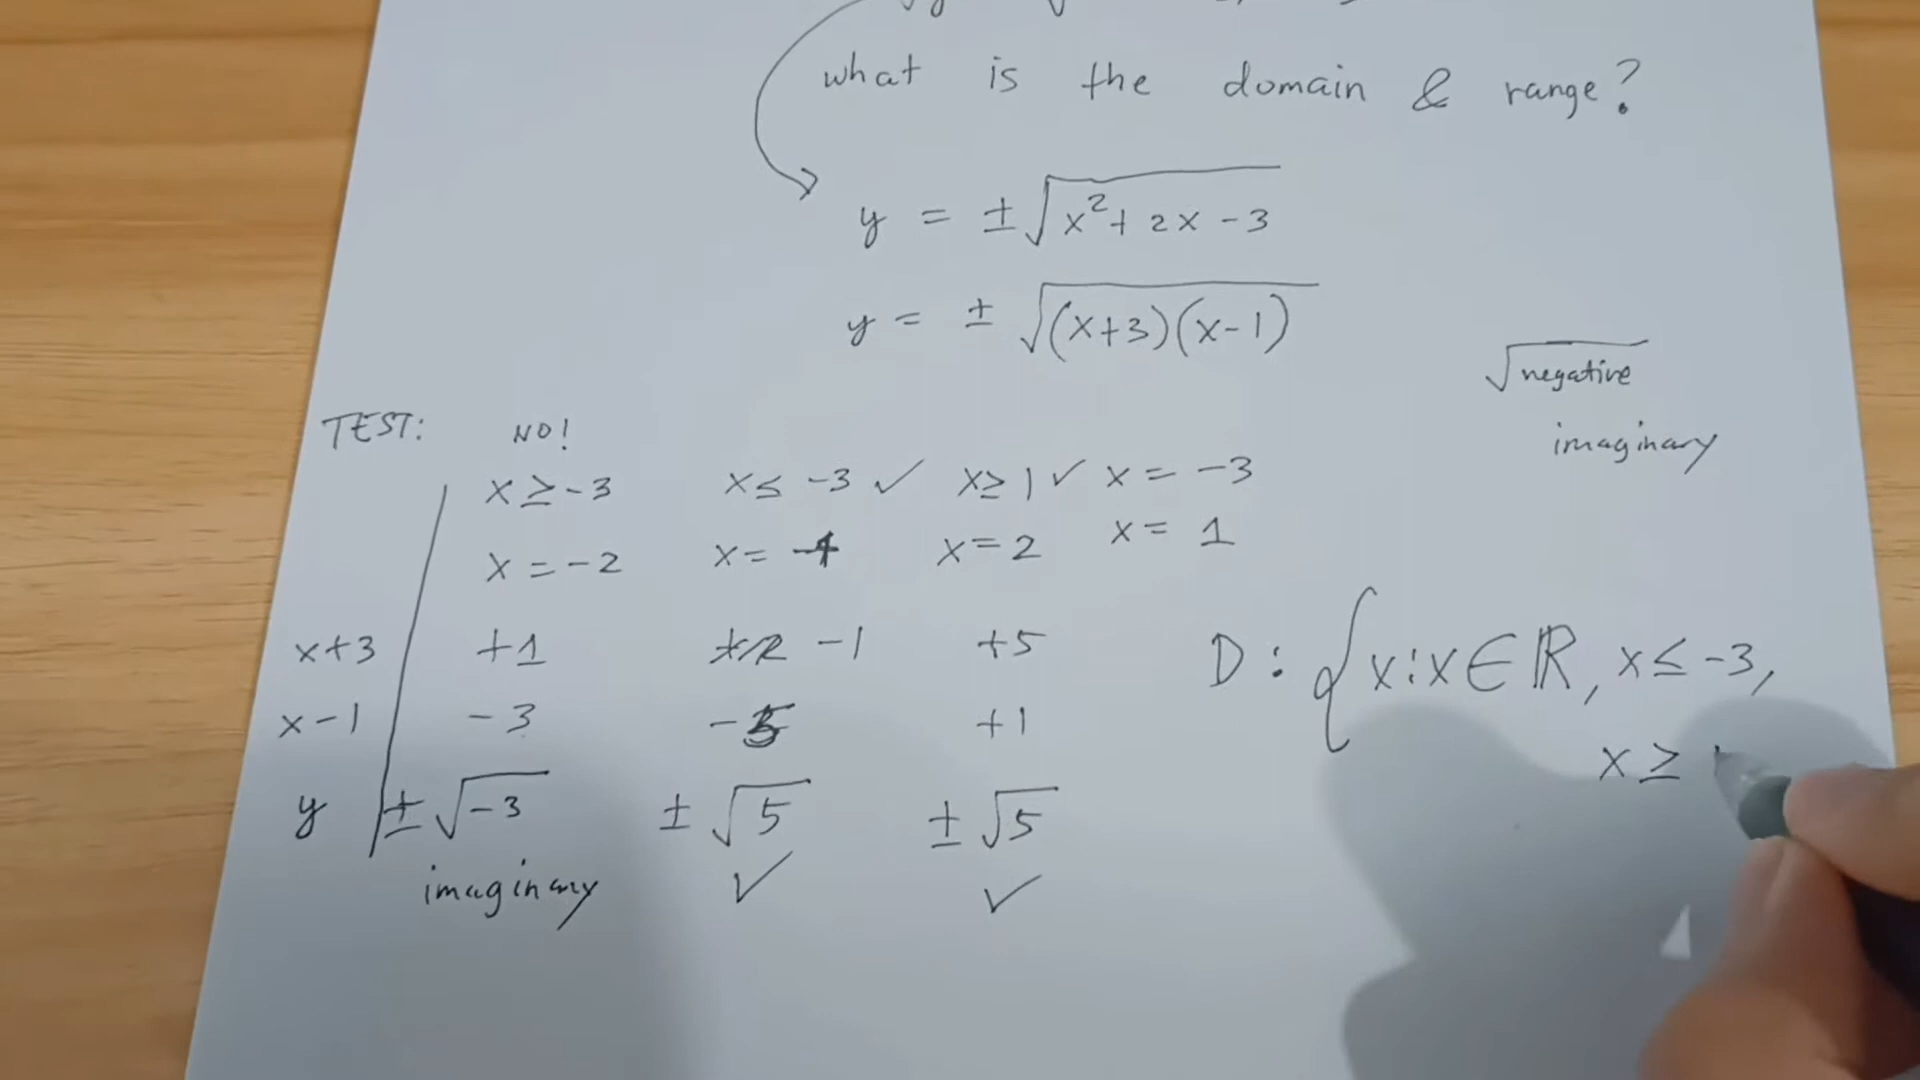 what is the domain & range?
y = ±√(x²+2x-3)
y = ±√((x+3)(x-1))
√negative
imaginary
TEST: NO!
x≥-3 x≤-3 ✓ x≥1 ✓ x=-3
x=-2 x=-4 x=2 x=1
x+3 +1 -1 +5
x-1 -3 -5 +1
y ±√-3 ±√5 ±√5
imaginary ✓ ✓
D: {x:x∈ℝ, x≤-3,
x≥